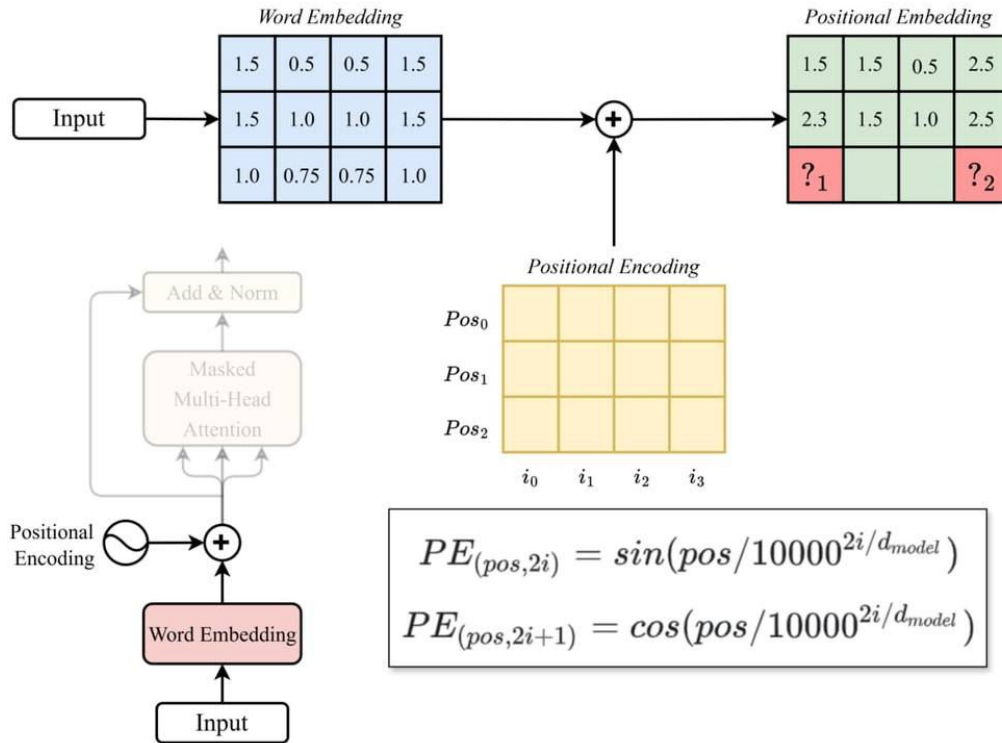 Word Embedding
Positional Embedding
Input
1.5 0.5 0.5 1.5
1.5 1.0 1.0 1.5
1.0 0.75 0.75 1.0
+
1.5 1.5 0.5 2.5
2.3 1.5 1.0 2.5
?₁ ?₂
Positional Encoding
Pos₀
Pos₁
Pos₂
i₀ i₁ i₂ i₃
Add & Norm
Masked
Multi-Head
Attention
Positional
Encoding
+
Word Embedding
Input
PE₍pos,2i₎ = sin(pos/10000^{2i/d_{model}})
PE₍pos,2i+1₎ = cos(pos/10000^{2i/d_{model}})